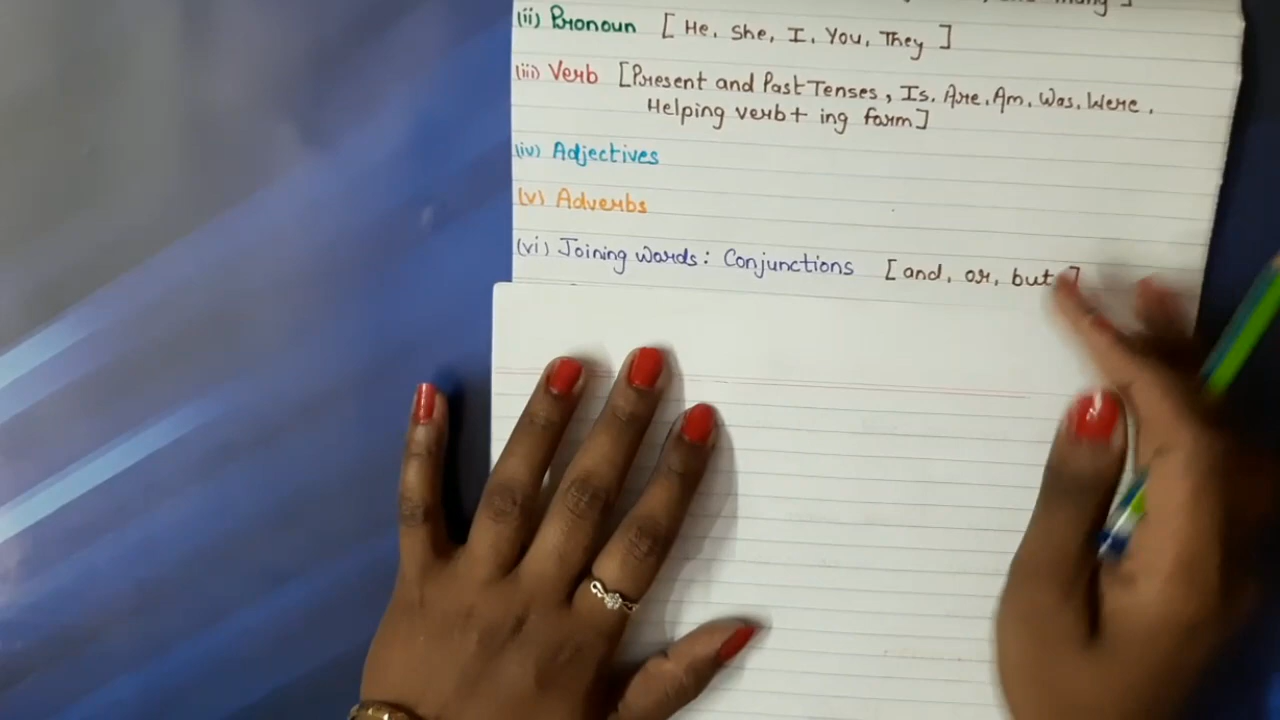 (ii) Pronoun [He, She, I, You, They]
(iii) Verb [Present and Past Tenses, Is, Are, Am, Was, Were,
Helping verb + ing form]
(iv) Adjectives
(v) Adverbs
(vi) Joining words: Conjunctions [and, or, but]